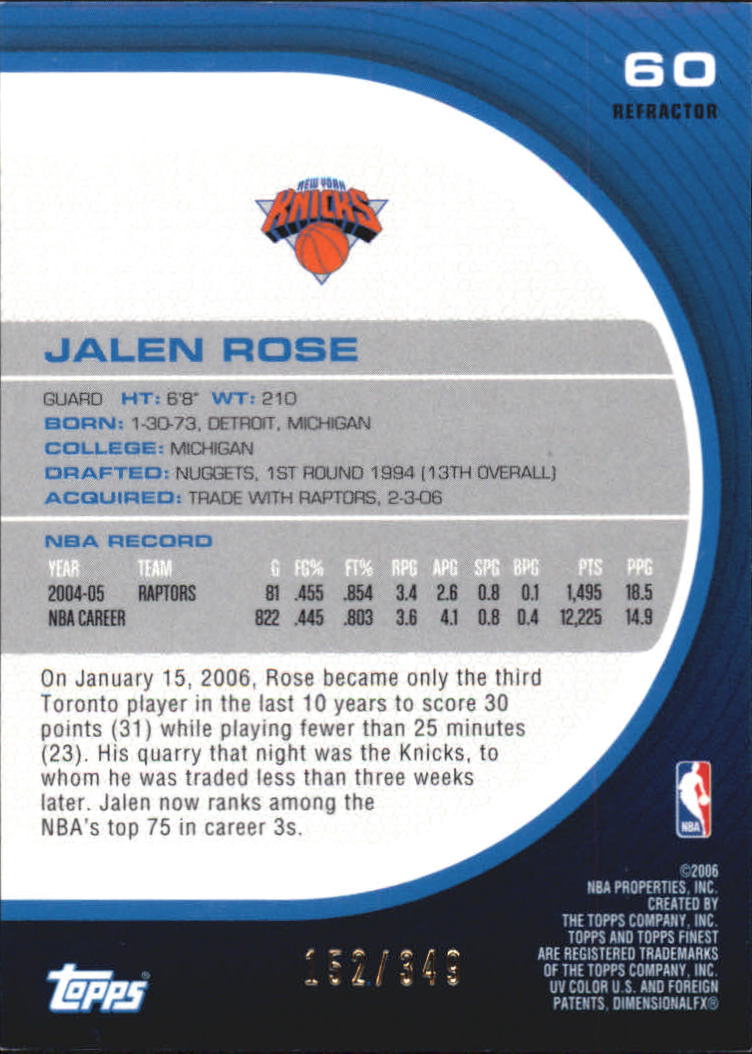 60
REFRACTOR
NEW YORK
KNICKS
JALEN ROSE
GUARD HT: 6'8" WT: 210
BORN: 1-30-73, DETROIT, MICHIGAN
COLLEGE: MICHIGAN
DRAFTED: NUGGETS, 1ST ROUND 1994 (13TH OVERALL)
ACQUIRED: TRADE WITH RAPTORS, 2-3-06
NBA RECORD
YEAR TEAM G FG% FT% RPG APG SPG BPG PTS PPG
2004-05 RAPTORS 81 .455 .854 3.4 2.6 0.8 0.1 1,495 18.5
NBA CAREER 822 .445 .803 3.6 4.1 0.8 0.4 12,225 14.9
On January 15, 2006, Rose became only the third
Toronto player in the last 10 years to score 30
points (31) while playing fewer than 25 minutes
(23). His quarry that night was the Knicks, to
whom he was traded less than three weeks
later. Jalen now ranks among the
NBA's top 75 in career 3s.
NBA
©2006
NBA PROPERTIES, INC.
CREATED BY
THE TOPPS COMPANY, INC.
TOPPS AND TOPPS FINEST
ARE REGISTERED TRADEMARKS
OF THE TOPPS COMPANY, INC.
UV COLOR U.S. AND FOREIGN
PATENTS, DIMENSIONALFX®
152/349
Topps®